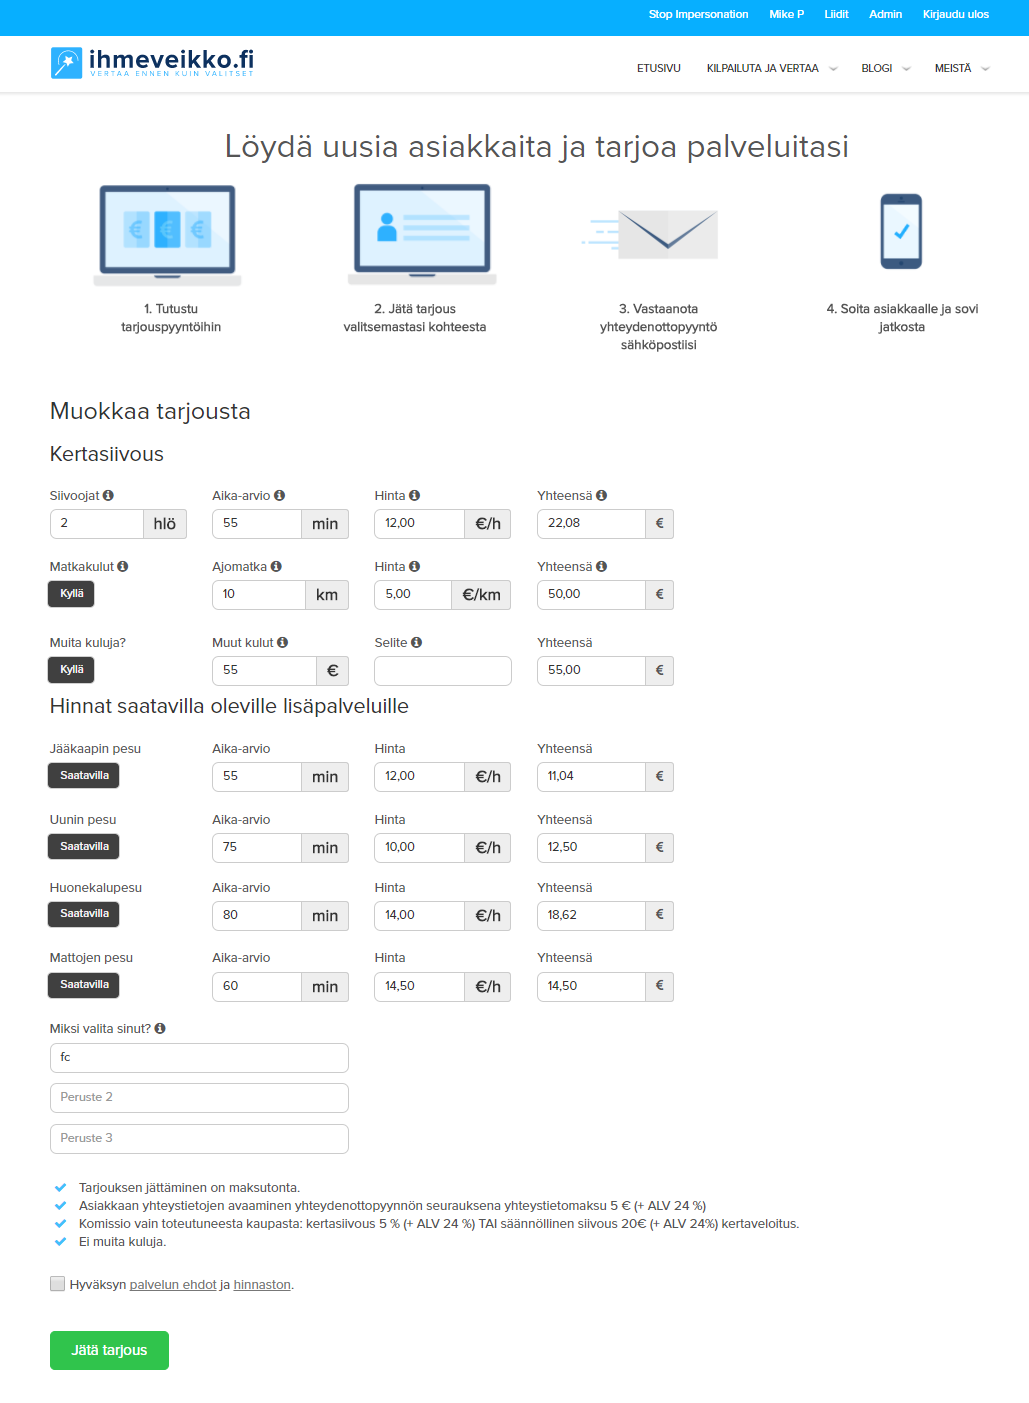 Stop Impersonation Mike P Liidit Admin Kirjaudu ulos
ihmeveikko.fi
VERTAA ENNEN KUIN VALITSET
ETUSIVU KILPAILUTA JA VERTAA BLOGI MEISTÄ
Löydä uusia asiakkaita ja tarjoa palveluitasi
€ € €
1. Tutustu
tarjouspyyntöihin
2. Jätä tarjous
valitsemastasi kohteesta
3. Vastaanota
yhteydenottopyyntö
sähköpostiisi
4. Soita asiakkaalle ja sovi
jatkosta
Muokkaa tarjousta
Kertasiivous
Siivoojat Aika-arvio Hinta Yhteensä
2 hlö 55 min 12,00 €/h 22,08 €
Matkakulut Ajomatka Hinta Yhteensä
Kyllä 10 km 5,00 €/km 50,00 €
Muita kuluja? Muut kulut Selite Yhteensä
Kyllä 55 € 55,00 €
Hinnat saatavilla oleville lisäpalveluille
Jääkaapin pesu Aika-arvio Hinta Yhteensä
Saatavilla 55 min 12,00 €/h 11,04 €
Uunin pesu Aika-arvio Hinta Yhteensä
Saatavilla 75 min 10,00 €/h 12,50 €
Huonekalupesu Aika-arvio Hinta Yhteensä
Saatavilla 80 min 14,00 €/h 18,62 €
Mattojen pesu Aika-arvio Hinta Yhteensä
Saatavilla 60 min 14,50 €/h 14,50 €
Miksi valita sinut?
fc
Peruste 2
Peruste 3
Tarjouksen jättäminen on maksutonta.
Asiakkaan yhteystietojen avaaminen yhteydenottopyynnön seurauksena yhteystietomaksu 5 € (+ ALV 24 %)
Komissio vain toteutuneesta kaupasta: kertasiivous 5 % (+ ALV 24 %) TAI säännöllinen siivous 20€ (+ ALV 24%) kertaveloitus.
Ei muita kuluja.
Hyväksyn palvelun ehdot ja hinnaston.
Jätä tarjous